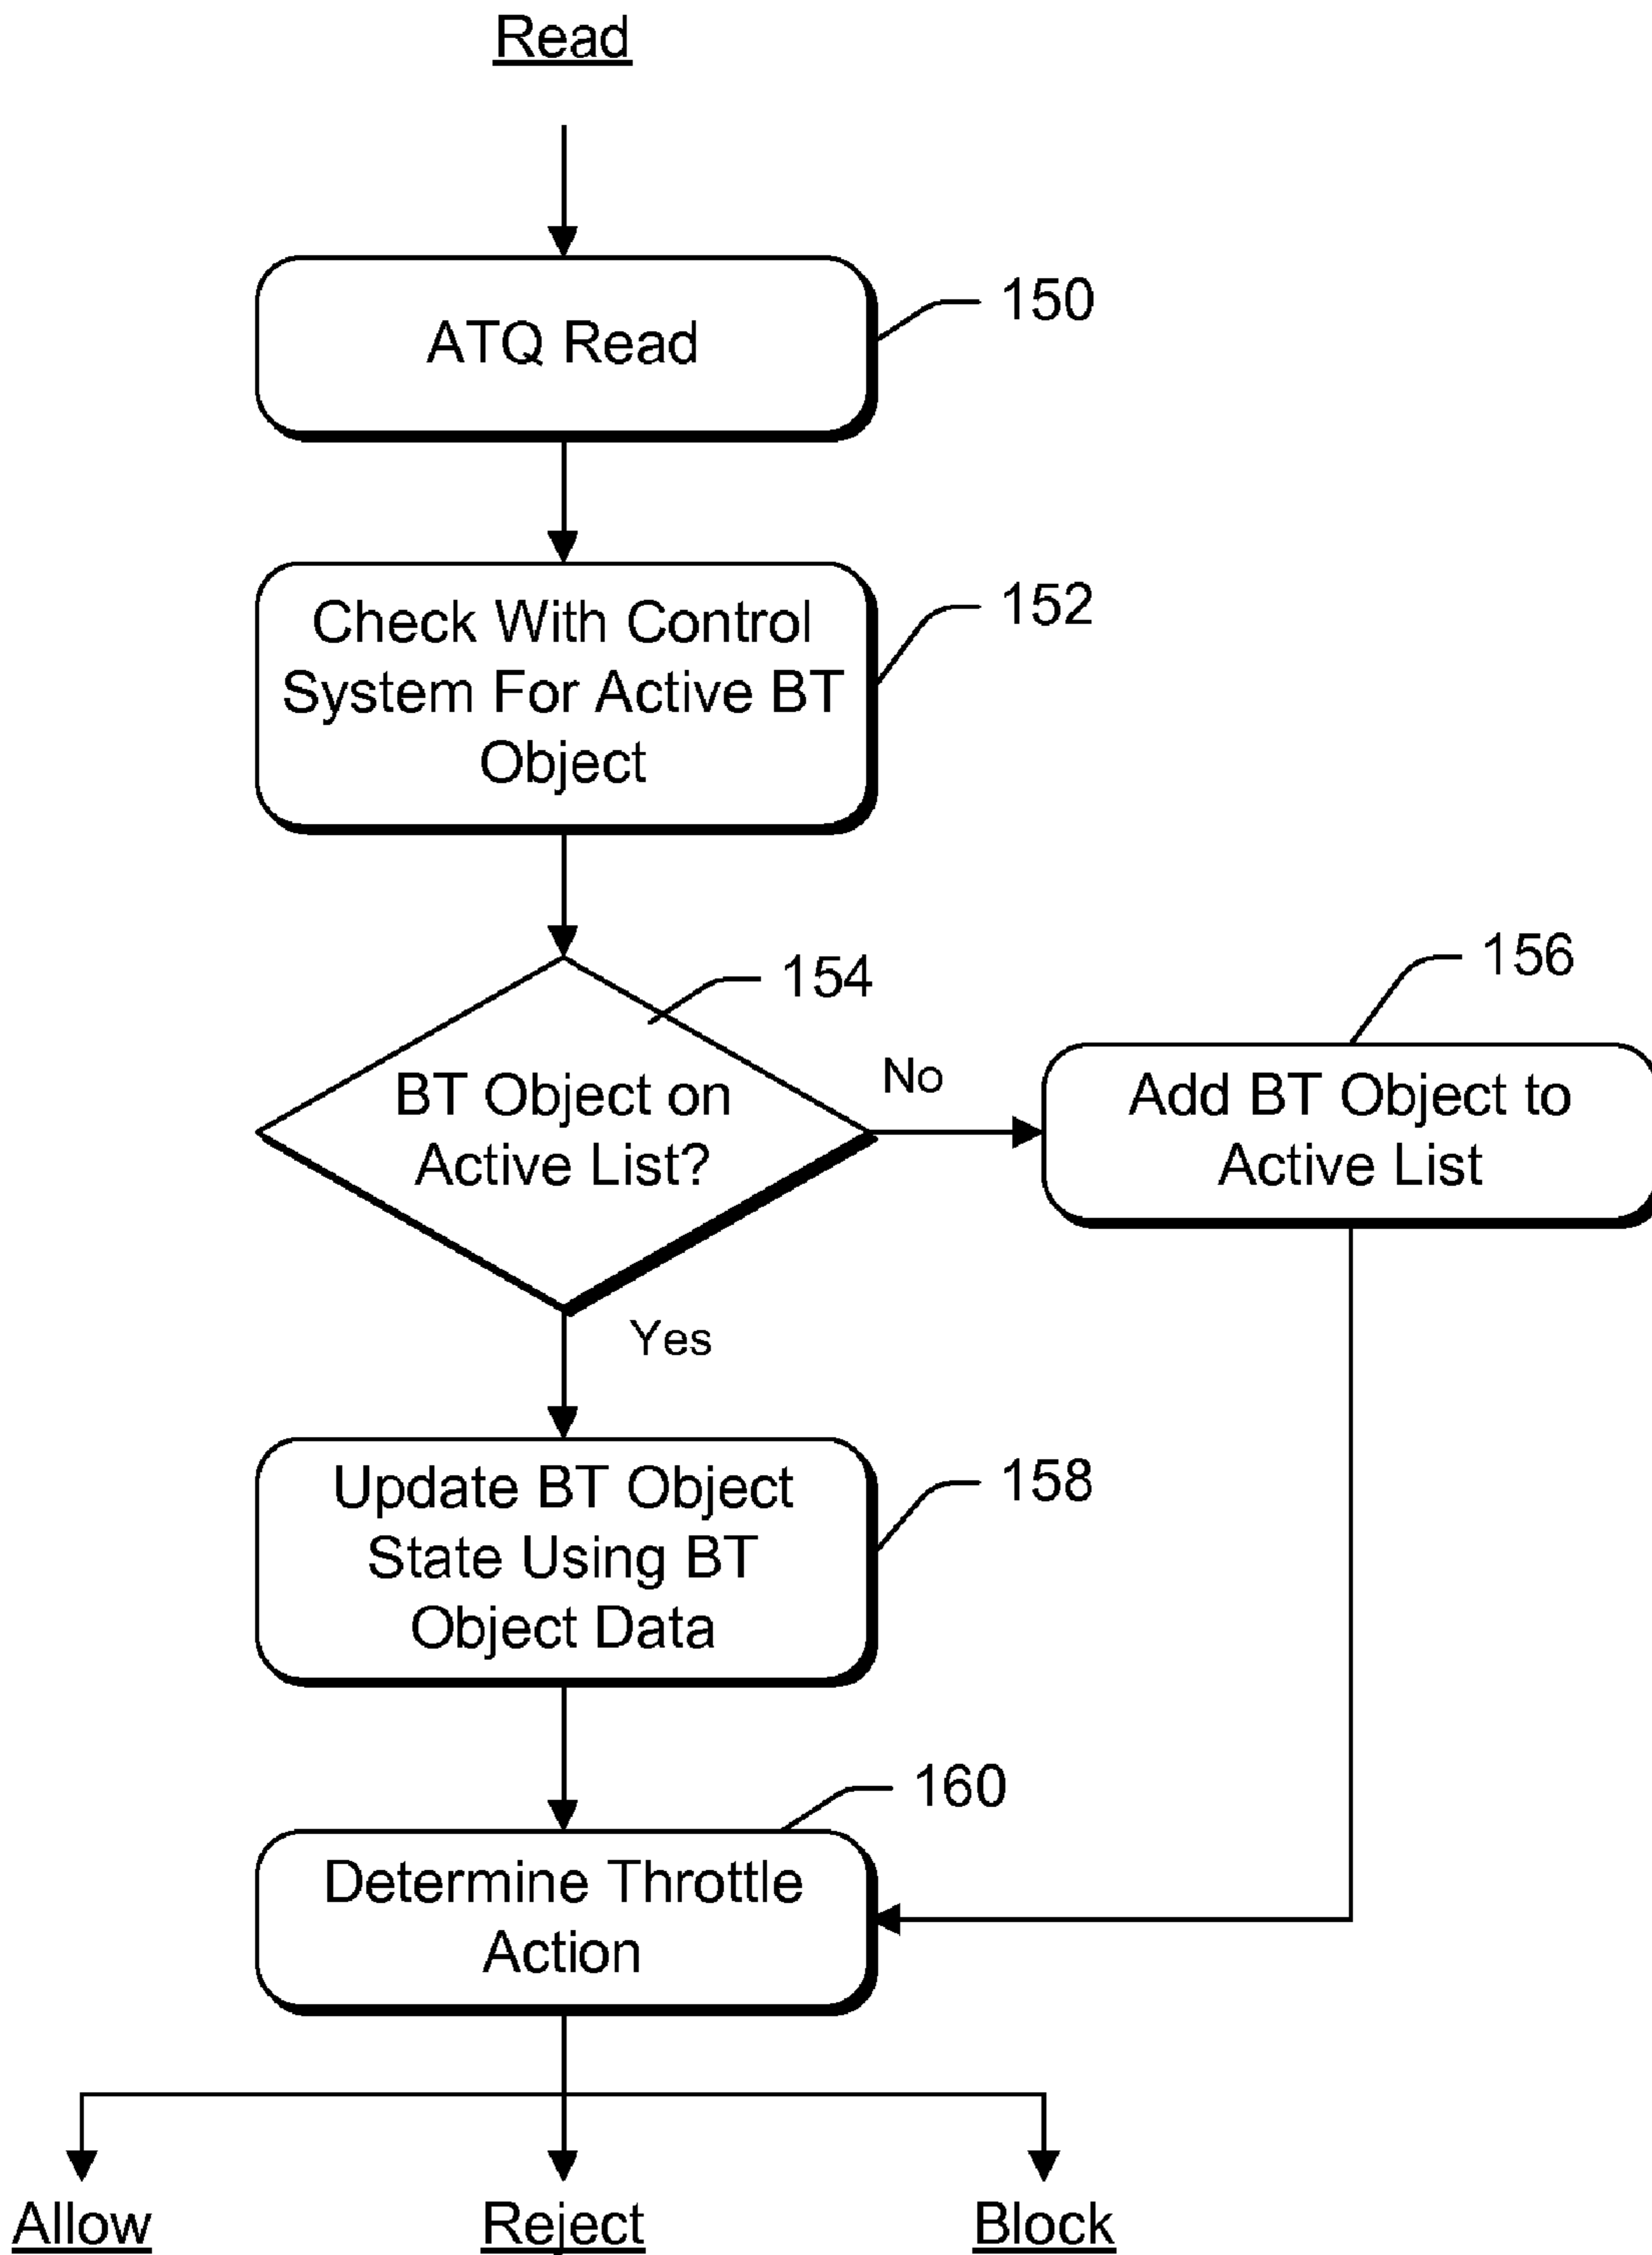 Read
ATQ Read
150
Check With Control
System For Active BT
Object
152
154
BT Object on
Active List?
No
156
Add BT Object to
Active List
Yes
Update BT Object
State Using BT
Object Data
158
160
Determine Throttle
Action
Allow
Reject
Block